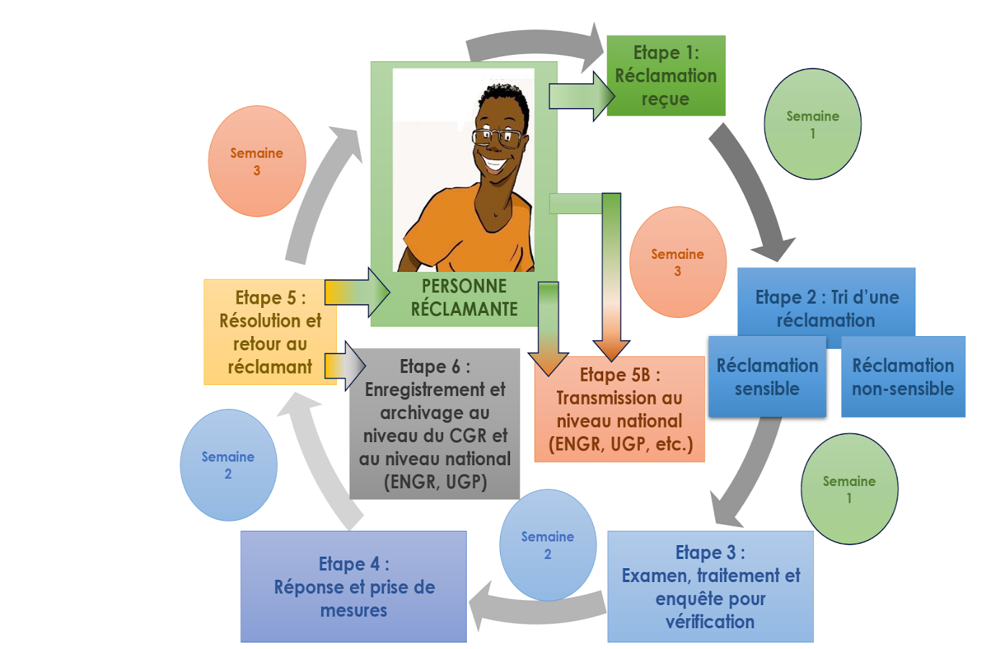 Etape 1:
Réclamation
reçue
Semaine
1
Semaine
3
PERSONNE
RÉCLAMANTE
Semaine
3
Etape 2 : Tri d’une
réclamation
Réclamation
sensible
Réclamation
non-sensible
Etape 5 :
Résolution et
retour au
réclamant
Etape 6 :
Enregistrement et
archivage au
niveau du CGR et
au niveau national
(ENGR, UGP)
Etape 5B :
Transmission au
niveau national
(ENGR, UGP, etc.)
Semaine
2
Semaine
1
Semaine
2
Etape 4 :
Réponse et prise de
mesures
Etape 3 :
Examen, traitement et
enquête pour
vérification